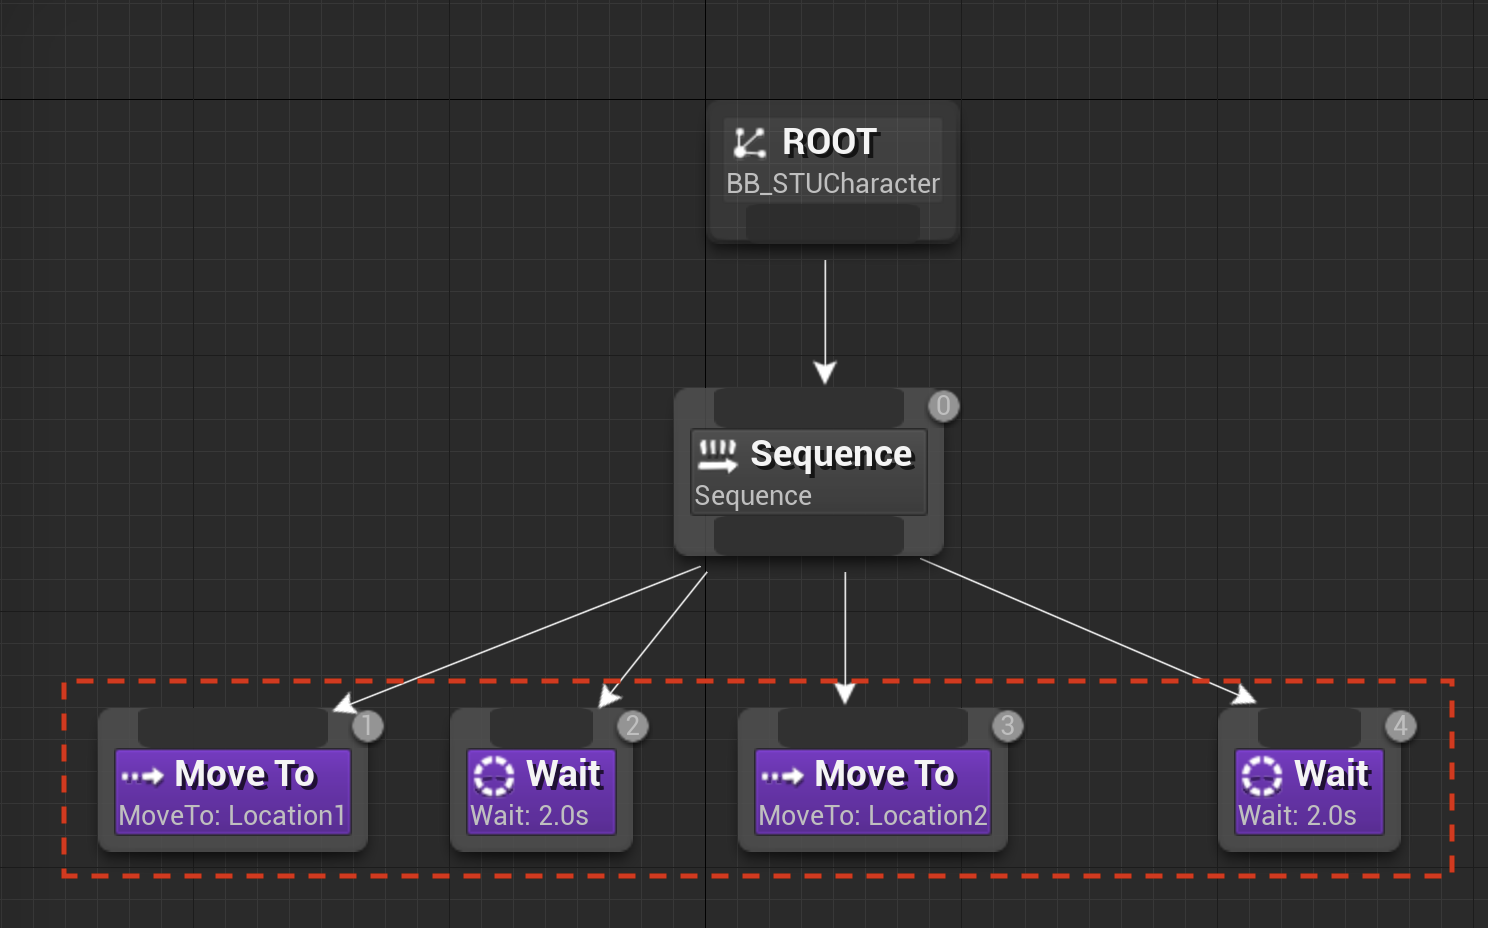 ROOT
BB_STUCharacter
0
Sequence
Sequence
1
Move To
MoveTo: Location1
2
Wait
Wait: 2.0s
3
Move To
MoveTo: Location2
4
Wait
Wait: 2.0s